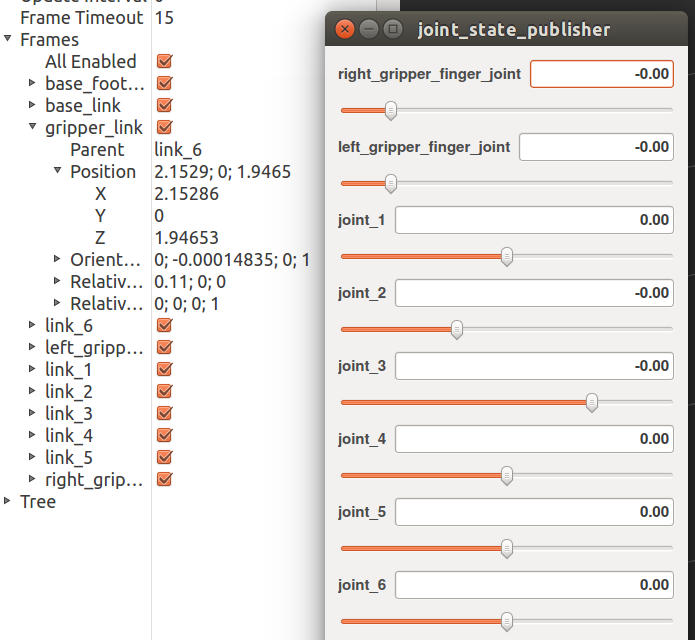 Update Interval 0
Frame Timeout 15
Frames
All Enabled
base_foot...
base_link
gripper_link
Parent link_6
Position 2.1529; 0; 1.9465
X 2.15286
Y 0
Z 1.94653
Orient... 0; -0.00014835; 0; 1
Relativ... 0.11; 0; 0
Relativ... 0; 0; 0; 1
link_6
left_gripp...
link_1
link_2
link_3
link_4
link_5
right_grip...
Tree
joint_state_publisher
right_gripper_finger_joint -0.00
left_gripper_finger_joint -0.00
joint_1 0.00
joint_2 -0.00
joint_3 -0.00
joint_4 0.00
joint_5 0.00
joint_6 0.00